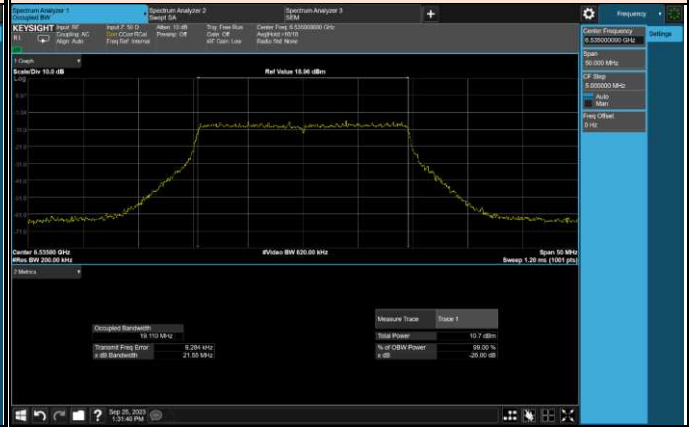 Spectrum Analyzer 1
Occupied BW
Spectrum Analyzer 2
Swept SA
Spectrum Analyzer 3
SEM
+
Frequency
KEYSIGHT
Input: RF
Coupling: AC
Align: Auto
Input Z: 50 Ω
Corr CCorr RCal
Freq Ref: Internal
Atten: 10 dB
Preamp: Off
Trig: Free Run
Gate: Off
#IF Gain: Low
Center Freq: 6.535000000 GHz
Avg|Hold: >10/10
Radio Std: None
1 Graph
Scale/Div 10.0 dB
Ref Value 18.96 dBm
Log
Center 6.53500 GHz
#Res BW 200.00 kHz
#Video BW 620.00 kHz
Span 50 MHz
Sweep 1.20 ms (1001 pts)
2 Metrics
Occupied Bandwidth
19.110 MHz
Transmit Freq Error
9.284 kHz
x dB Bandwidth
21.55 MHz
Measure Trace
Trace 1
Total Power
10.7 dBm
% of OBW Power
99.00 %
x dB
-26.00 dB
Center Frequency
6.535000000 GHz
Settings
Span
50.000 MHz
CF Step
5.000000 MHz
Auto
Man
Freq Offset
0 Hz
?
Sep 25, 2023
1:31:40 PM